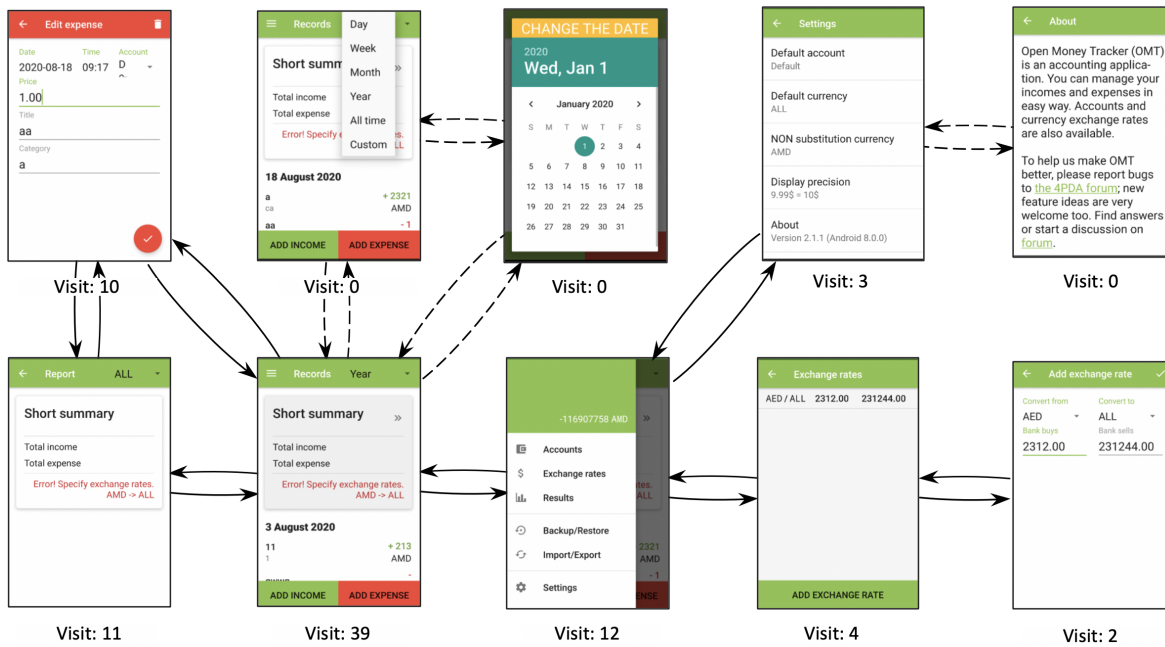 Edit expense
Date Time Account
2020-08-18 09:17 D
Price
1.00
Title
aa
Category
a
Visit: 10
Records
Day
Week
Month
Year
All time
Custom
Short summ
»
Total income
Total expense
Error! Specify e es.
LL
18 August 2020
a + 2321
ca AMD
aa - 1
ADD INCOME ADD EXPENSE
Visit: 0
CHANGE THE DATE
2020
Wed, Jan 1
‹ January 2020 ›
S M T W T F S
1 2 3 4
5 6 7 8 9 10 11
12 13 14 15 16 17 18
19 20 21 22 23 24 25
26 27 28 29 30 31
Visit: 0
Settings
Default account
Default
Default currency
ALL
NON substitution currency
AMD
Display precision
9.99$ = 10$
About
Version 2.1.1 (Android 8.0.0)
Visit: 3
About
Open Money Tracker (OMT)
is an accounting applica-
tion. You can manage your
incomes and expenses in
easy way. Accounts and
currency exchange rates
are also available.
To help us make OMT
better, please report bugs
to the 4PDA forum; new
feature ideas are very
welcome too. Find answers
or start a discussion on
forum.
Visit: 0
Report ALL
Short summary
Total income
Total expense
Error! Specify exchange rates.
AMD -> ALL
Visit: 11
Records Year
Short summary »
Total income
Total expense
Error! Specify exchange rates.
AMD -> ALL
3 August 2020
11 + 213
1 AMD
ADD INCOME ADD EXPENSE
Visit: 39
-116907758 AMD
»
Accounts
$ Exchange rates
Results
Backup/Restore
Import/Export
Settings
tes.
ALL
2321
AMD
- 1
ENSE
Visit: 12
Exchange rates
AED / ALL 2312.00 231244.00
ADD EXCHANGE RATE
Visit: 4
Add exchange rate
Convert from Convert to
AED ALL
Bank buys Bank sells
2312.00 231244.00
Visit: 2